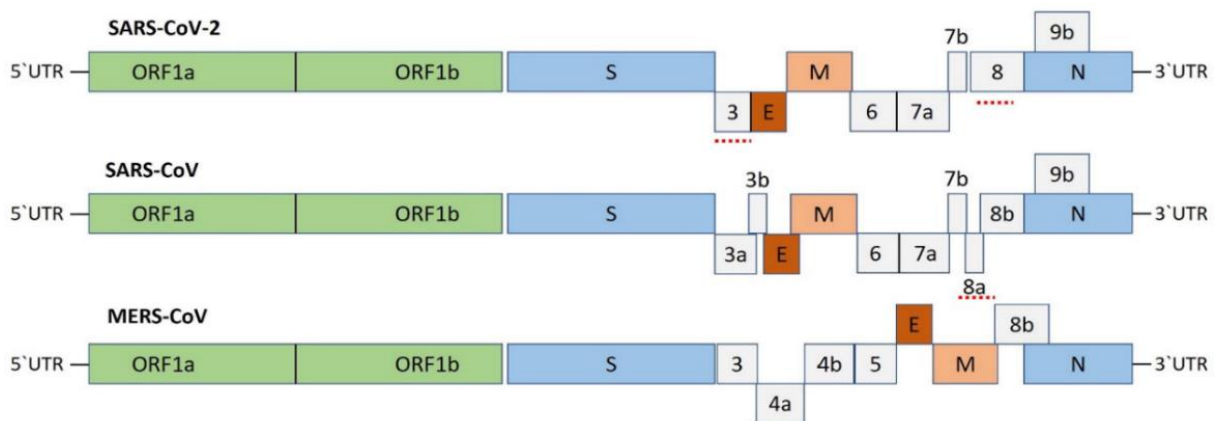 SARS-CoV-2
7b
9b
5`UTR ORF1a ORF1b S M 8 N 3`UTR
3 E 6 7a
SARS-CoV
3b 7b 9b
5`UTR ORF1a ORF1b S M 8b N 3`UTR
3a E 6 7a
8a
MERS-CoV
E 8b
5`UTR ORF1a ORF1b S 3 4b 5 M N 3`UTR
4a